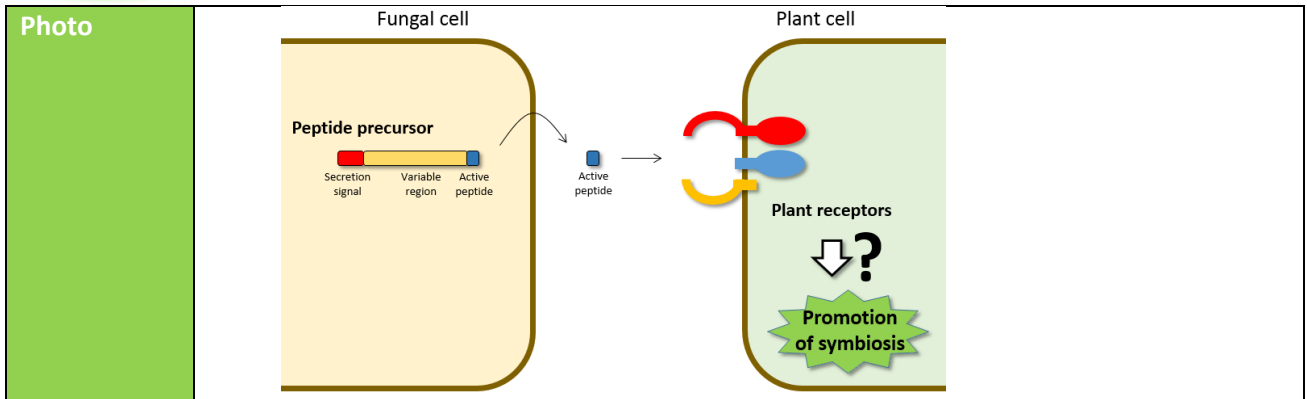 Photo
Fungal cell
Plant cell
Peptide precursor
Secretion
signal
Variable
region
Active
peptide
Active
peptide
Plant receptors
?
Promotion
of symbiosis